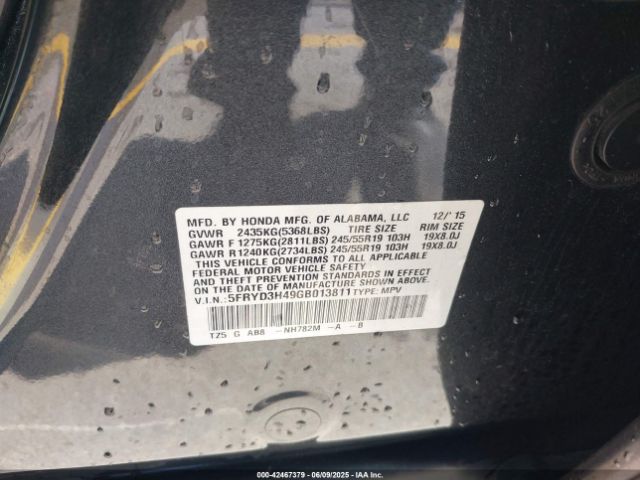 MFD. BY HONDA MFG. OF ALABAMA, LLC 12/'15
GVWR 2435KG(5368LBS) TIRE SIZE RIM SIZE
GAWR F 1275KG(2811LBS) 245/55R19 103H 19X8.0J
GAWR R1240KG(2734LBS) 245/55R19 103H 19X8.0J
THIS VEHICLE CONFORMS TO ALL APPLICABLE
FEDERAL MOTOR VEHICLE SAFETY
AND THEFT PREVENTION STANDARDS IN EFFECT
ON THE DATE OF MANUFACTURE SHOWN ABOVE.
V.I.N.: 5FRYD3H49GB013811 TYPE: MPV
TZ5 G AB8 -NH782M -A -B
000-42467379 06/09/2025 IAAI.COM